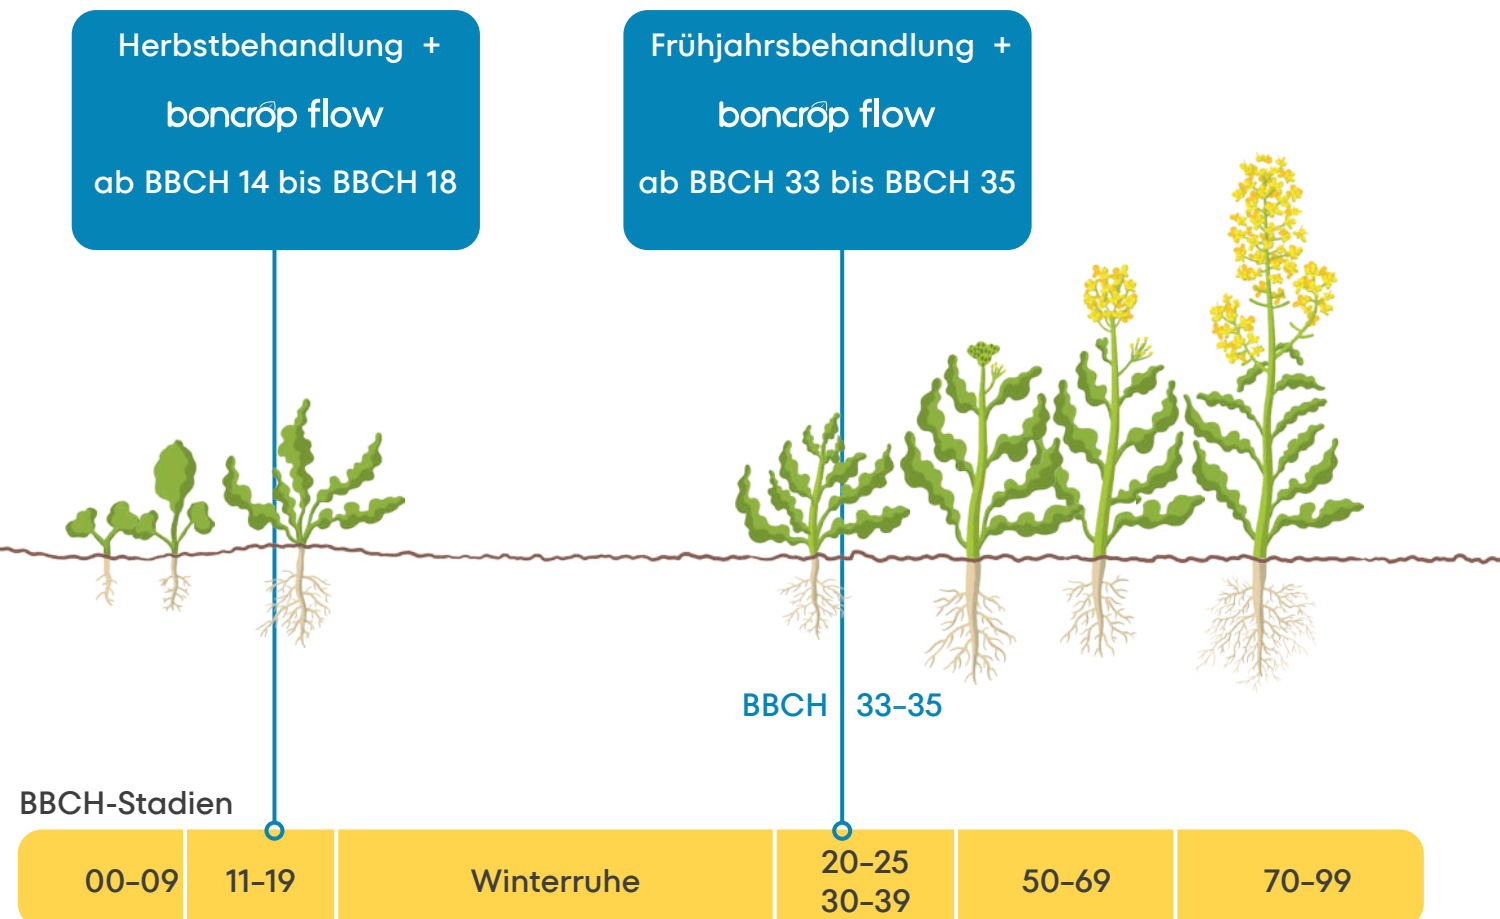 Herbstbehandlung +
boncrop flow
ab BBCH 14 bis BBCH 18
Frühjahrsbehandlung +
boncrop flow
ab BBCH 33 bis BBCH 35
BBCH 33–35
BBCH-Stadien
00–09
11–19
Winterruhe
20–25
30–39
50–69
70–99